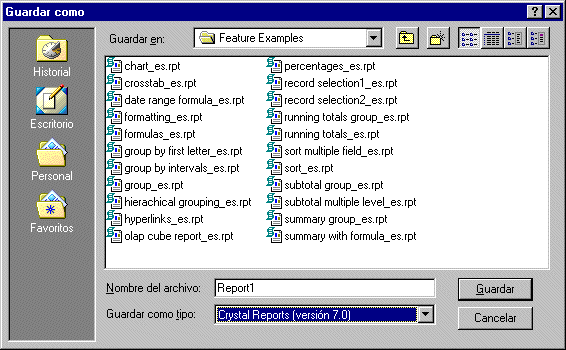 Guardar como
Guardar en:
Feature Examples
Historial
Escritorio
Personal
Favoritos
chart_es.rpt
crosstab_es.rpt
date range formula_es.rpt
formatting_es.rpt
formulas_es.rpt
group by first letter_es.rpt
group by intervals_es.rpt
group_es.rpt
hierachical grouping_es.rpt
hyperlinks_es.rpt
olap cube report_es.rpt
percentages_es.rpt
record selection1_es.rpt
record selection2_es.rpt
running totals group_es.rpt
running totals_es.rpt
sort multiple field_es.rpt
sort_es.rpt
subtotal group_es.rpt
subtotal multiple level_es.rpt
summary group_es.rpt
summary with formula_es.rpt
Nombre del archivo: Report1
Guardar
Guardar como tipo: Crystal Reports (versión 7.0)
Cancelar